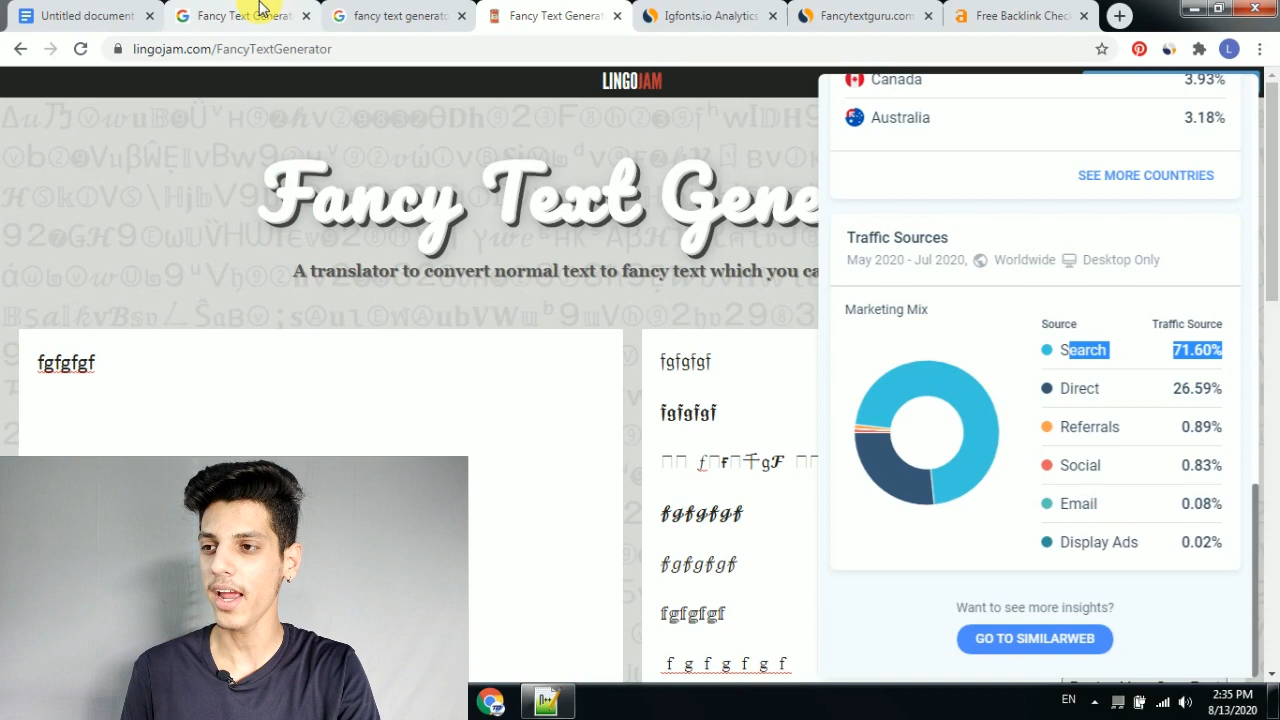 Untitled document
Fancy Text Generat
fancy text generato
Fancy Text Generat
Igfonts.io Analytics
Fancytextguru.com
Free Backlink Chec
lingojam.com/FancyTextGenerator
L
LINGOJAM
Fancy Text Gene
A translator to convert normal text to fancy text which you ca
fgfgfgf
Canada 3.93%
Australia 3.18%
SEE MORE COUNTRIES
Traffic Sources
May 2020 - Jul 2020, Worldwide Desktop Only
Marketing Mix
Source Traffic Source
Search 71.60%
Direct 26.59%
Referrals 0.89%
Social 0.83%
Email 0.08%
Display Ads 0.02%
Want to see more insights?
GO TO SIMILARWEB
𝔣𝔤𝔣𝔤𝔣𝔤𝔣
𝖋𝖌𝖋𝖌𝖋𝖌𝖋
𝓯𝓰𝓯𝓰𝓯𝓰𝓯
𝒻𝑔𝒻𝑔𝒻𝑔𝒻
𝕗𝕘𝕗𝕘𝕗𝕘𝕗
ｆｇｆｇｆｇｆ
EN
2:35 PM
8/13/2020